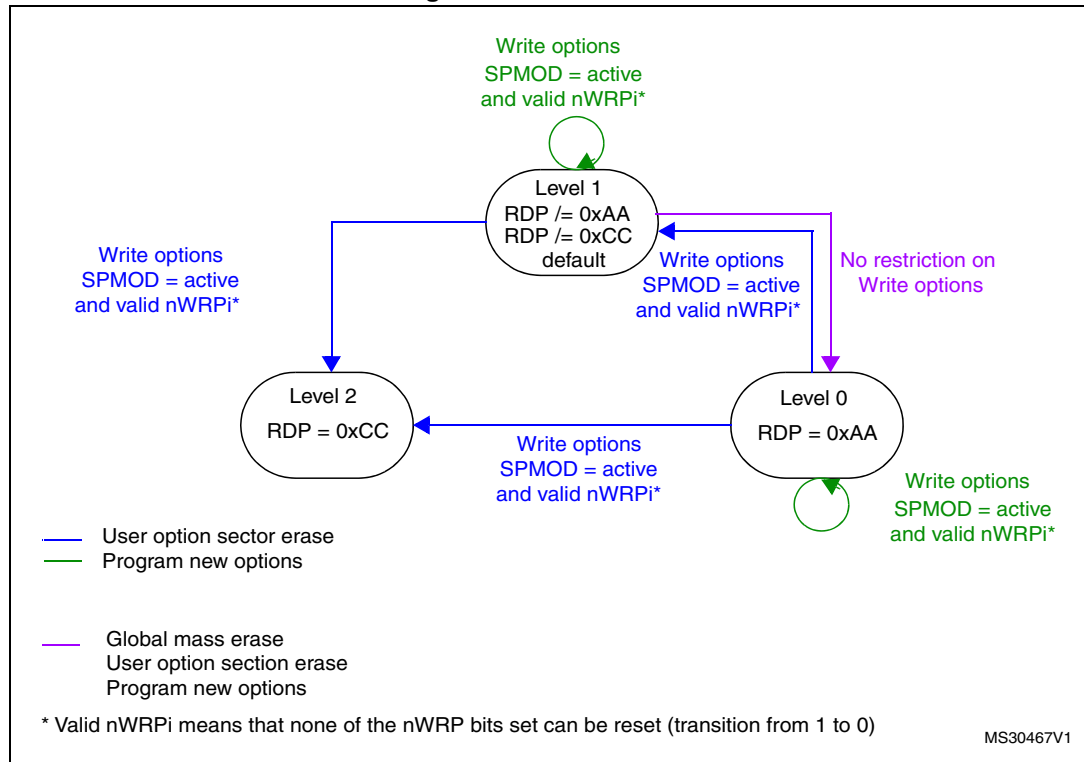 Write options
SPMOD = active
and valid nWRPi*
Level 1
RDP /= 0xAA
RDP /= 0xCC
default
Write options
SPMOD = active
and valid nWRPi*
Write options
SPMOD = active
and valid nWRPi*
No restriction on
Write options
Level 2
RDP = 0xCC
Level 0
RDP = 0xAA
Write options
SPMOD = active
and valid nWRPi*
Write options
SPMOD = active
and valid nWRPi*
User option sector erase
Program new options
Global mass erase
User option section erase
Program new options
* Valid nWRPi means that none of the nWRP bits set can be reset (transition from 1 to 0)
MS30467V1